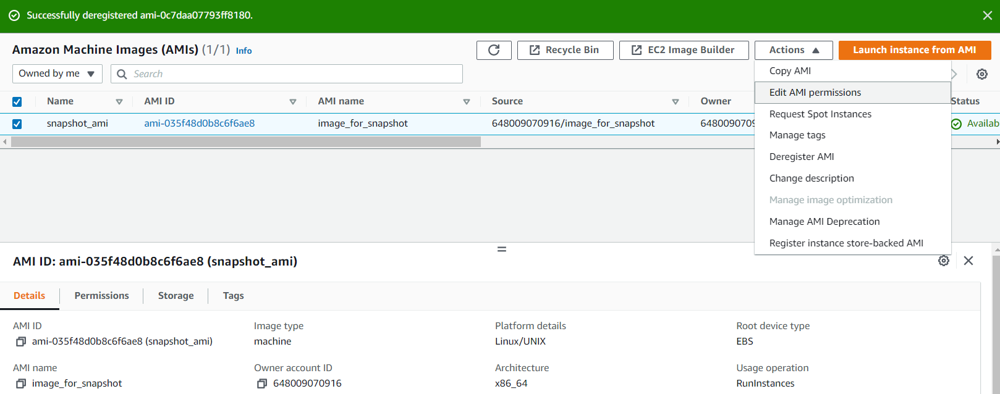 Successfully deregistered ami-0c7daa07793ff8180.
Amazon Machine Images (AMIs) (1/1) Info
Recycle Bin
EC2 Image Builder
Actions
Launch instance from AMI
Owned by me
Search
Copy AMI
Edit AMI permissions
Request Spot Instances
Manage tags
Deregister AMI
Change description
Manage image optimization
Manage AMI Deprecation
Register instance store-backed AMI
Name AMI ID AMI name Source Owner Status
snapshot_ami ami-035f48d0b8c6f6ae8 image_for_snapshot 648009070916/image_for_snapshot 6480090709 Availab
AMI ID: ami-035f48d0b8c6f6ae8 (snapshot_ami)
Details Permissions Storage Tags
AMI ID Image type Platform details Root device type
ami-035f48d0b8c6f6ae8 (snapshot_ami) machine Linux/UNIX EBS
AMI name Owner account ID Architecture Usage operation
image_for_snapshot 648009070916 x86_64 RunInstances